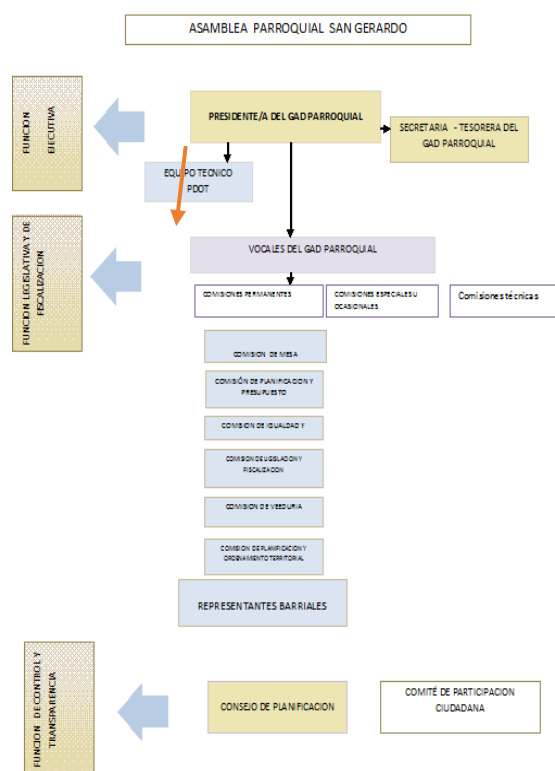 ASAMBLEA PARROQUIAL SAN GERARDO
FUNCION
EJECUTIVA
PRESIDENTE/A DEL GAD PARROQUIAL
SECRETARIA - TESORERA DEL
GAD PARROQUIAL
EQUIPO TECNICO
PDOT
FUNCION LEGISLATIVA Y DE
FISCALIZACION
VOCALES DEL GAD PARROQUIAL
COMISIONES PERMANENTES
COMISIONES ESPECIALES U
OCASIONALES
Comisiones técnicas
COMISION DE MESA
COMISIÓN DE PLANIFICACION Y
PRESUPUESTO
COMISION DE IGUALDAD Y
COMISION DE LEGISLACION Y
FISCALIZACION
COMISION DE VEEDURIA
COMISION DE PLANIFICACION Y
ORDENAMIENTO TERRITORIAL
REPRESENTANTES BARRIALES
FUNCION DE CONTROL Y
TRANSPARENCIA
CONSEJO DE PLANIFICACION
COMITÉ DE PARTICIPACION
CIUDADANA